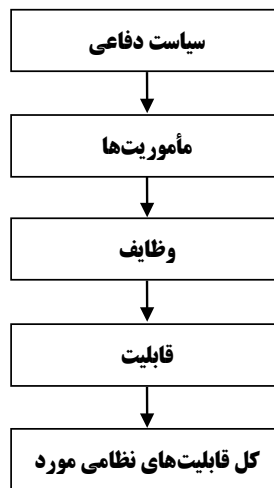 سیاست دفاعی
مأموریت‌ها
وظایف
قابلیت
کل قابلیت‌های نظامی مورد